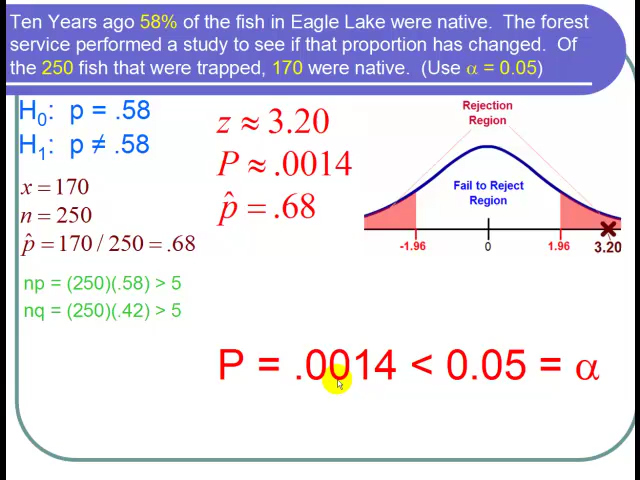 Ten Years ago 58% of the fish in Eagle Lake were native. The forest
service performed a study to see if that proportion has changed. Of
the 250 fish that were trapped, 170 were native. (Use α = 0.05)
H₀: p = .58
H₁: p ≠ .58
x = 170
n = 250
p̂ = 170 / 250 = .68
np = (250)(.58) > 5
nq = (250)(.42) > 5
z ≈ 3.20
P ≈ .0014
p̂ = .68
Rejection
Region
Fail to Reject
Region
-1.96 0 1.96 3.20
P = .0014 < 0.05 = α